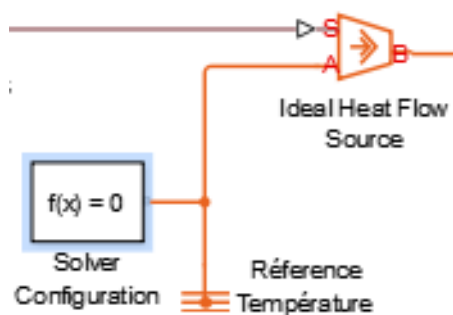 S
A
B
Ideal Heat Flow
Source
f(x) = 0
Solver
Configuration
Réference
Température